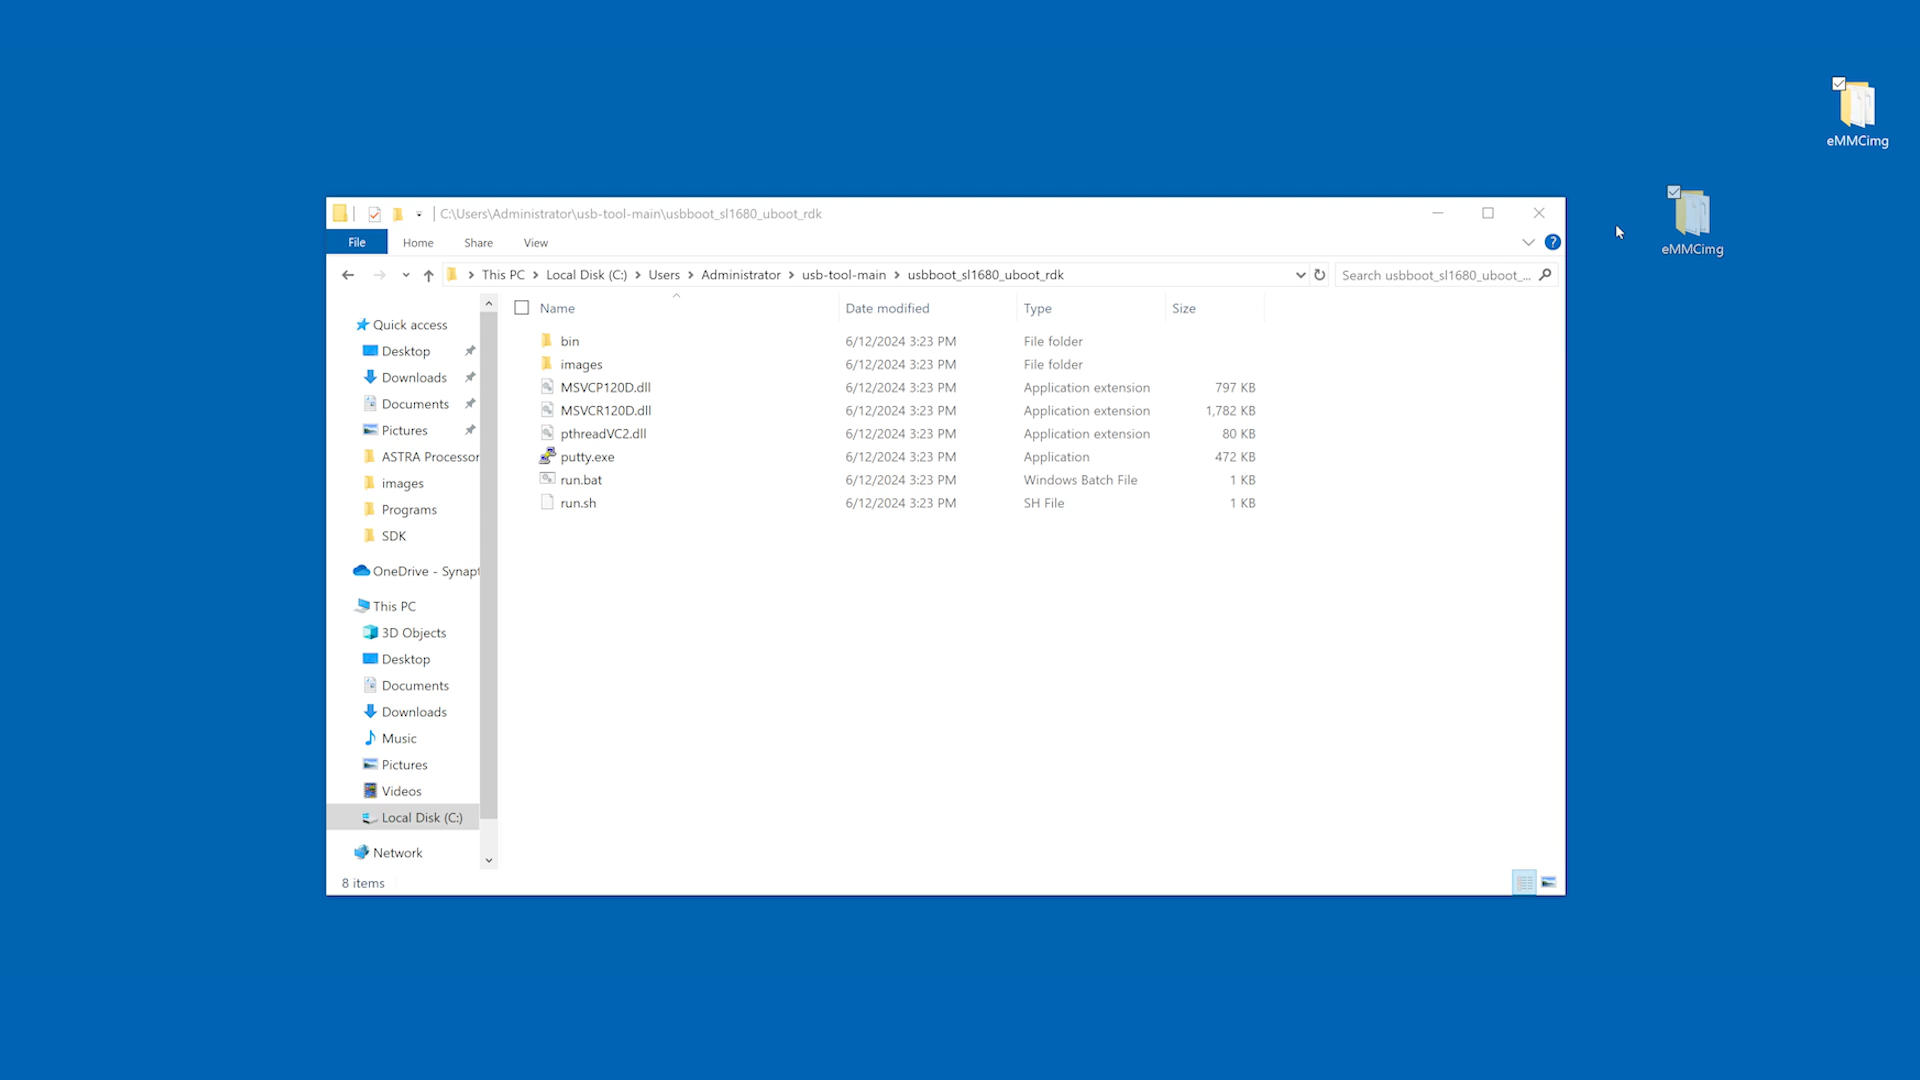 eMMCimg
eMMCimg
C:\Users\Administrator\usb-tool-main\usbboot_sl1680_uboot_rdk
File Home Share View
This PC Local Disk (C:) Users Administrator usb-tool-main usbboot_sl1680_uboot_rdk Search usbboot_sl1680_uboot_...
Name Date modified Type Size
Quick access
Desktop
Downloads
Documents
Pictures
ASTRA Processor
images
Programs
SDK
OneDrive - Synapt
This PC
3D Objects
Desktop
Documents
Downloads
Music
Pictures
Videos
Local Disk (C:)
Network
bin 6/12/2024 3:23 PM File folder
images 6/12/2024 3:23 PM File folder
MSVCP120D.dll 6/12/2024 3:23 PM Application extension 797 KB
MSVCR120D.dll 6/12/2024 3:23 PM Application extension 1,782 KB
pthreadVC2.dll 6/12/2024 3:23 PM Application extension 80 KB
putty.exe 6/12/2024 3:23 PM Application 472 KB
run.bat 6/12/2024 3:23 PM Windows Batch File 1 KB
run.sh 6/12/2024 3:23 PM SH File 1 KB
8 items